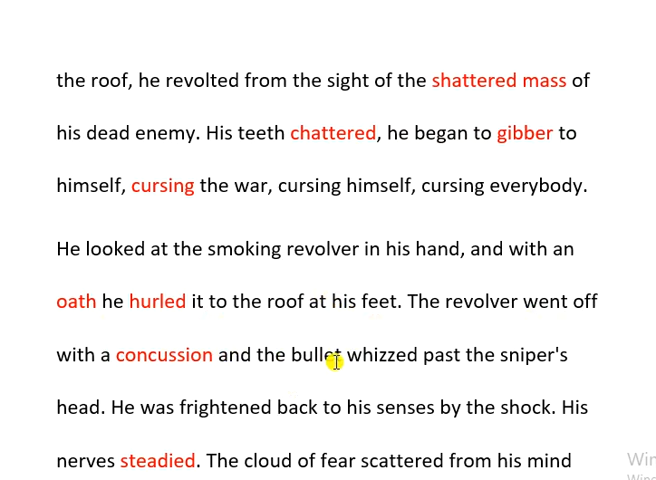 the roof, he revolted from the sight of the shattered mass of
his dead enemy. His teeth chattered, he began to gibber to
himself, cursing the war, cursing himself, cursing everybody.
He looked at the smoking revolver in his hand, and with an
oath he hurled it to the roof at his feet. The revolver went off
with a concussion and the bullet whizzed past the sniper's
head. He was frightened back to his senses by the shock. His
nerves steadied. The cloud of fear scattered from his mind